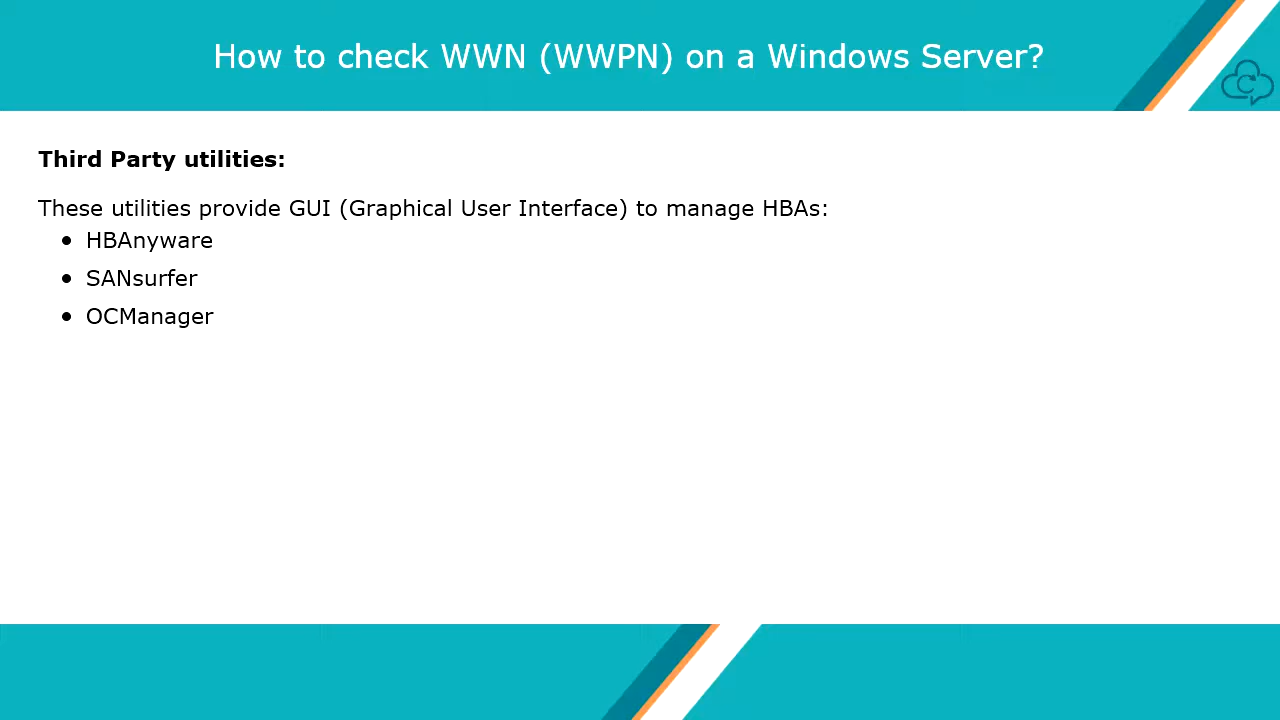 How to check WWN (WWPN) on a Windows Server?
Third Party utilities:
These utilities provide GUI (Graphical User Interface) to manage HBAs:
• HBAnyware
• SANsurfer
• OCManager